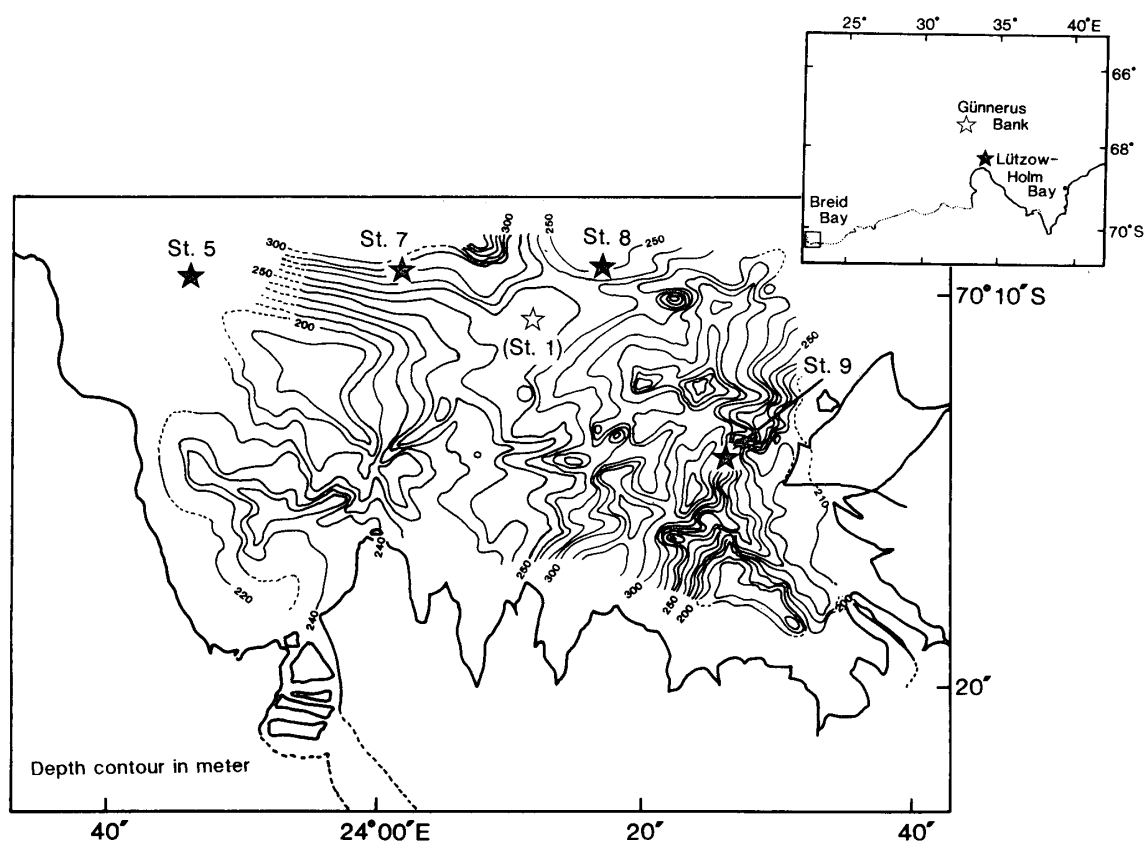 25° 30° 35° 40°E
66°
Günnerus
Bank
68°
Lützow-
Holm
Bay
Breid
Bay
70°S
St. 5
St. 7
St. 8
300
300
250
250
250
200
70°10′S
(St. 1)
250
St. 9
210
240
220
240
250
300
300
250
200
200
20″
Depth contour in meter
40″ 24°00′E 20″ 40″